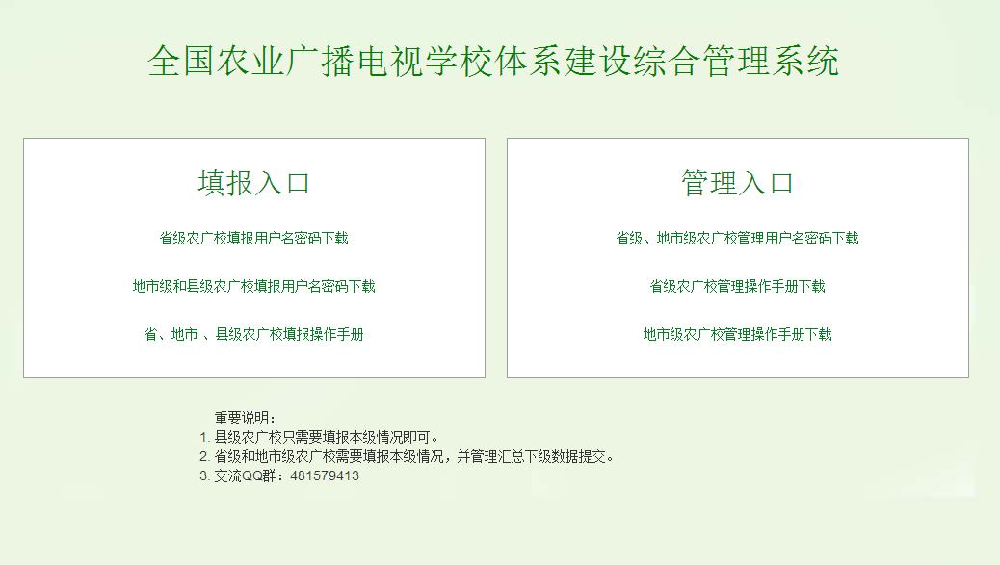 全国农业广播电视学校体系建设综合管理系统
填报入口
省级农广校填报用户名密码下载
地市级和县级农广校填报用户名密码下载
省、地市 、县级农广校填报操作手册
管理入口
省级、地市级农广校管理用户名密码下载
省级农广校管理操作手册下载
地市级农广校管理操作手册下载
重要说明：
1. 县级农广校只需要填报本级情况即可。
2. 省级和地市级农广校需要填报本级情况，并管理汇总下级数据提交。
3. 交流QQ群：481579413